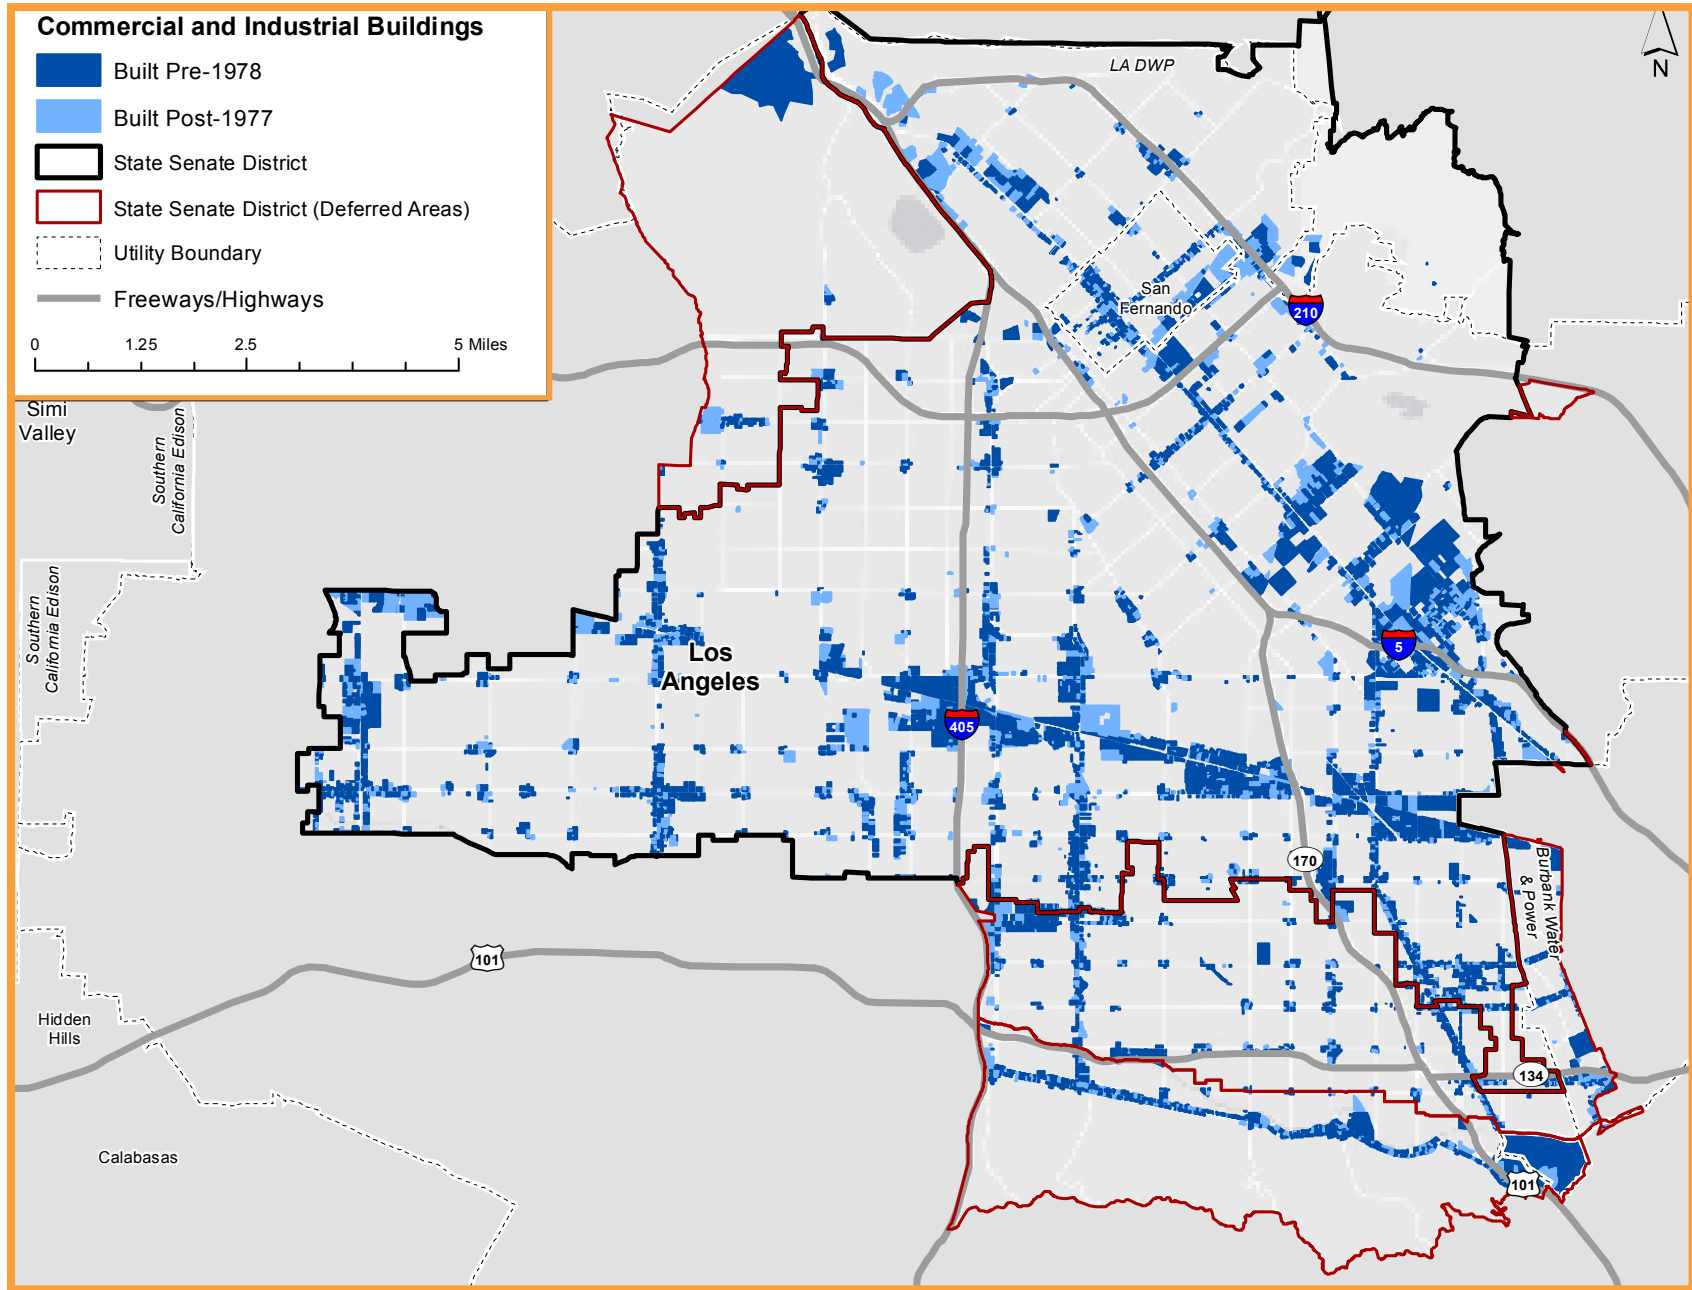 Commercial and Industrial Buildings
Built Pre-1978
Built Post-1977
State Senate District
State Senate District (Deferred Areas)
Utility Boundary
Freeways/Highways
0 1.25 2.5 5 Miles
LA DWP
N
San
Fernando
210
Simi
Valley
Southern
California Edison
Southern
California Edison
Los
Angeles
5
405
170
Burbank Water
& Power
101
Hidden
Hills
134
Calabasas
101